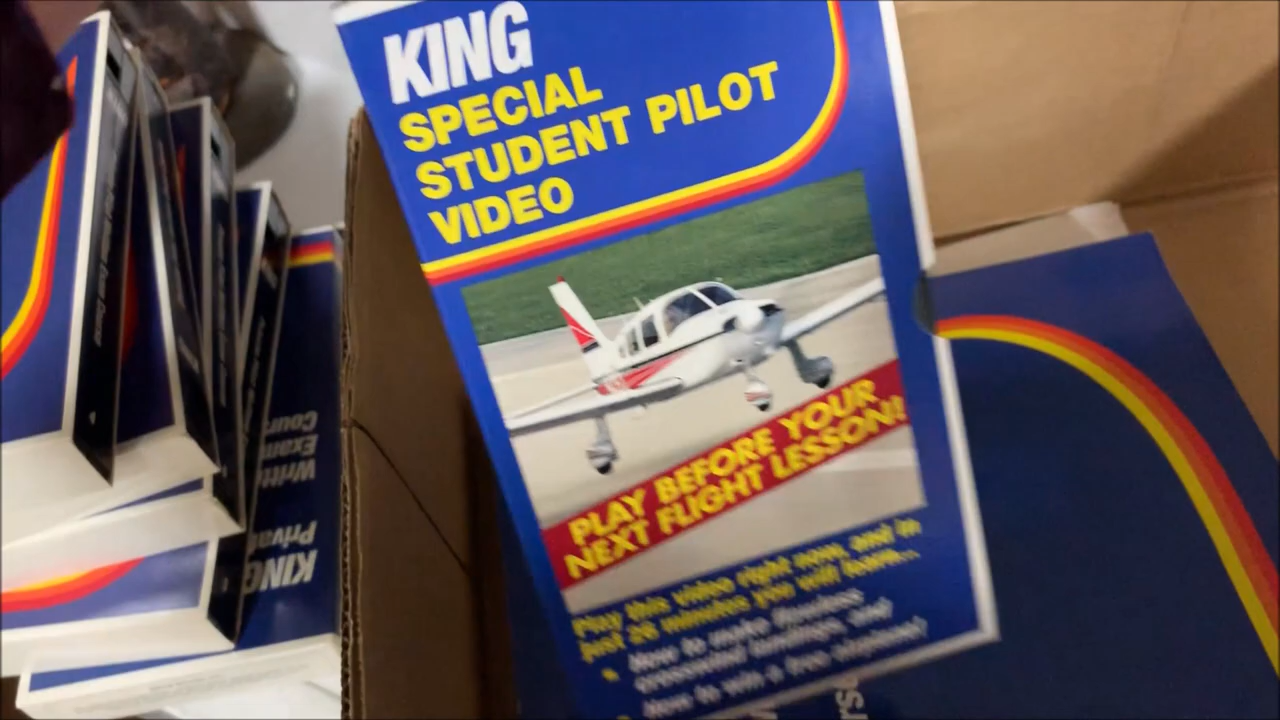 KING
SPECIAL
STUDENT PILOT
VIDEO
PLAY BEFORE YOUR
NEXT FLIGHT LESSON!
Play this video right now, and in
just 26 minutes you will learn...
How to make flawless
crosswind landings, and
How to win a free airplane!
KING
Private
Written
Exam